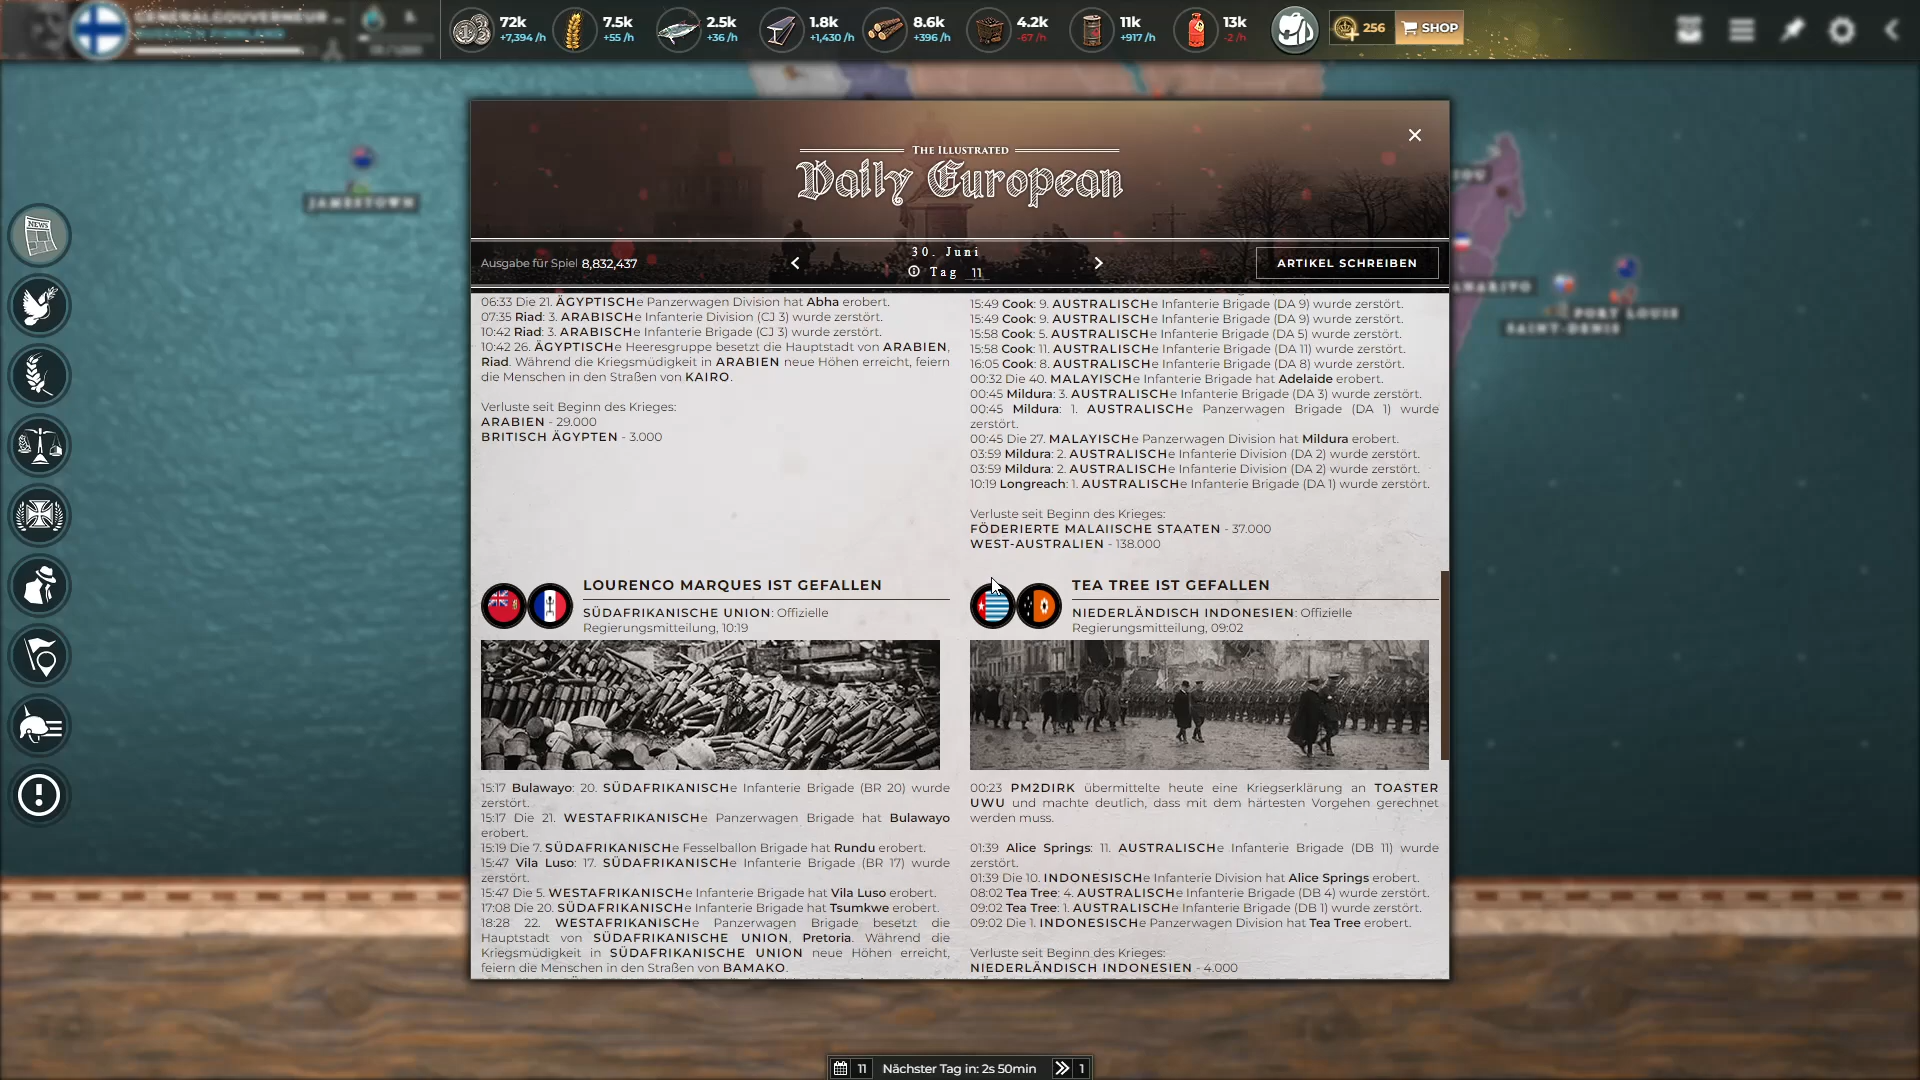 72k
+7,394 /h
7.5k
+55 /h
2.5k
+36 /h
1.8k
+1,430 /h
8.6k
+396 /h
4.2k
-67 /h
11k
+917 /h
13k
-2 /h
256
SHOP
JAMESTOWN
PORT LOUIS
SAINT-DENIS
NEWS
THE ILLUSTRATED
Daily European
Ausgabe für Spiel 8,832,437
30. Juni
Tag 11
ARTIKEL SCHREIBEN
06:33 Die 21. ÄGYPTISCHe Panzerwagen Division hat Abha erobert.
07:35 Riad: 3. ARABISCHe Infanterie Division (CJ 3) wurde zerstört.
10:42 Riad: 3. ARABISCHe Infanterie Brigade (CJ 3) wurde zerstört.
10:42 26. ÄGYPTISCHe Heeresgruppe besetzt die Hauptstadt von ARABIEN,
Riad. Während die Kriegsmüdigkeit in ARABIEN neue Höhen erreicht, feiern
die Menschen in den Straßen von KAIRO.
Verluste seit Beginn des Krieges:
ARABIEN - 29.000
BRITISCH ÄGYPTEN - 3.000
15:49 Cook: 9. AUSTRALISCHe Infanterie Brigade (DA 9) wurde zerstört.
15:49 Cook: 9. AUSTRALISCHe Infanterie Brigade (DA 9) wurde zerstört.
15:58 Cook: 5. AUSTRALISCHe Infanterie Brigade (DA 5) wurde zerstört.
15:58 Cook: 11. AUSTRALISCHe Infanterie Brigade (DA 11) wurde zerstört.
16:05 Cook: 8. AUSTRALISCHe Infanterie Brigade (DA 8) wurde zerstört.
00:32 Die 40. MALAYISCHe Infanterie Brigade hat Adelaide erobert.
00:45 Mildura: 3. AUSTRALISCHe Infanterie Brigade (DA 3) wurde zerstört.
00:45 Mildura: 1. AUSTRALISCHe Panzerwagen Brigade (DA 1) wurde
zerstört.
00:45 Die 27. MALAYISCHe Panzerwagen Division hat Mildura erobert.
03:59 Mildura: 2. AUSTRALISCHe Infanterie Division (DA 2) wurde zerstört.
03:59 Mildura: 2. AUSTRALISCHe Infanterie Division (DA 2) wurde zerstört.
10:19 Longreach: 1. AUSTRALISCHe Infanterie Brigade (DA 1) wurde zerstört.
Verluste seit Beginn des Krieges:
FÖDERIERTE MALAIISCHE STAATEN - 37.000
WEST-AUSTRALIEN - 138.000
LOURENCO MARQUES IST GEFALLEN
SÜDAFRIKANISCHE UNION: Offizielle
Regierungsmitteilung, 10:19
15:17 Bulawayo: 20. SÜDAFRIKANISCHe Infanterie Brigade (BR 20) wurde
zerstört.
15:17 Die 21. WESTAFRIKANISCHe Panzerwagen Brigade hat Bulawayo
erobert.
15:19 Die 7. SÜDAFRIKANISCHe Fesselballon Brigade hat Rundu erobert.
15:47 Vila Luso: 17. SÜDAFRIKANISCHe Infanterie Brigade (BR 17) wurde
zerstört.
15:47 Die 5. WESTAFRIKANISCHe Infanterie Brigade hat Vila Luso erobert.
17:08 Die 20. SÜDAFRIKANISCHe Infanterie Brigade hat Tsumkwe erobert.
18:28 22. WESTAFRIKANISCHe Panzerwagen Brigade besetzt die
Hauptstadt von SÜDAFRIKANISCHE UNION, Pretoria. Während die
Kriegsmüdigkeit in SÜDAFRIKANISCHE UNION neue Höhen erreicht,
feiern die Menschen in den Straßen von BAMAKO.
TEA TREE IST GEFALLEN
NIEDERLÄNDISCH INDONESIEN: Offizielle
Regierungsmitteilung, 09:02
00:23 PM2DIRK übermittelte heute eine Kriegserklärung an TOASTER
UWU und machte deutlich, dass mit dem härtesten Vorgehen gerechnet
werden muss.
01:39 Alice Springs: 11. AUSTRALISCHe Infanterie Brigade (DB 11) wurde
zerstört.
01:39 Die 10. INDONESISCHe Infanterie Division hat Alice Springs erobert.
08:02 Tea Tree: 4. AUSTRALISCHe Infanterie Brigade (DB 4) wurde zerstört.
09:02 Tea Tree: 1. AUSTRALISCHe Infanterie Brigade (DB 1) wurde zerstört.
09:02 Die 1. INDONESISCHe Panzerwagen Division hat Tea Tree erobert.
Verluste seit Beginn des Krieges:
NIEDERLÄNDISCH INDONESIEN - 4.000
11
Nächster Tag in: 2s 50min
1